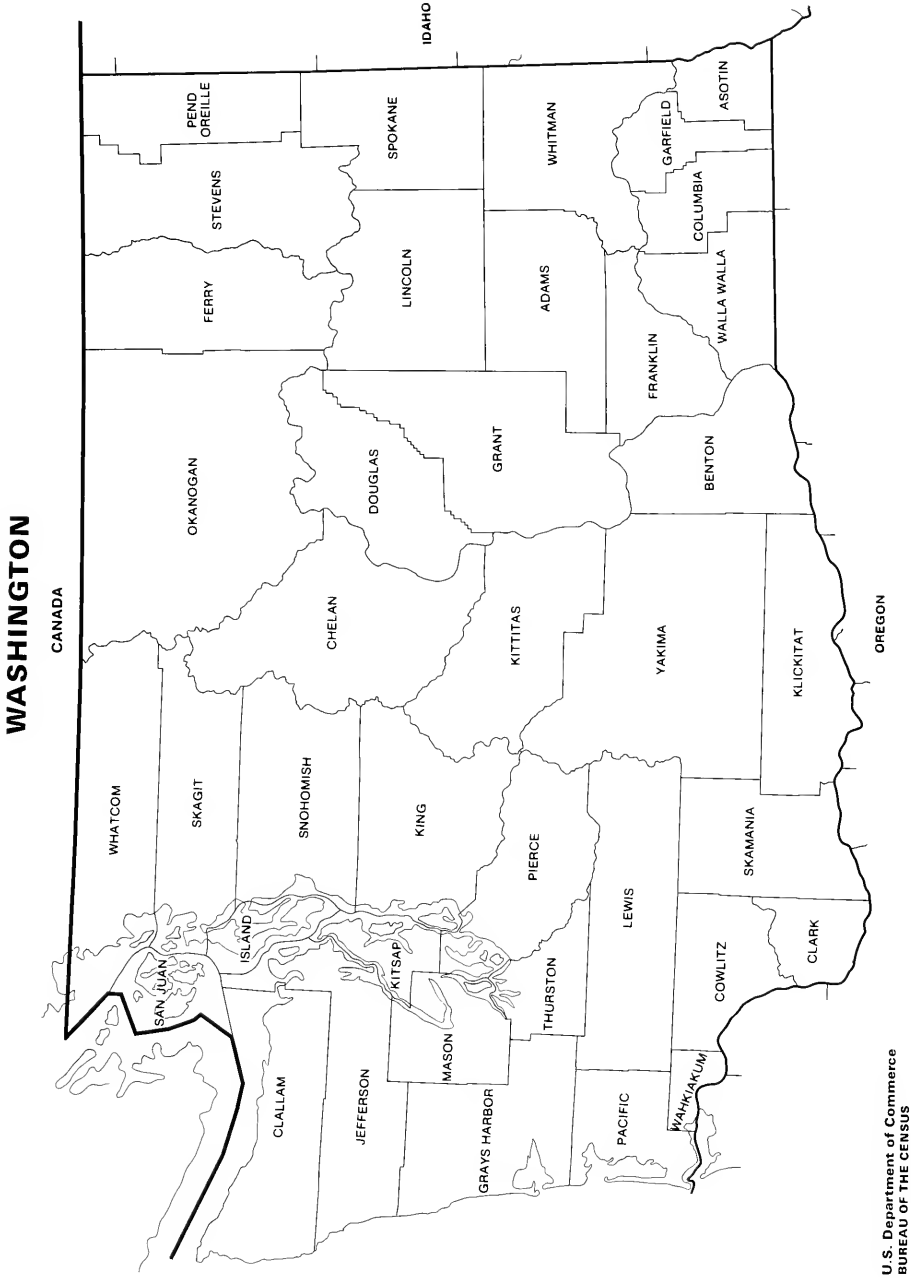 WASHINGTON
CANADA
WHATCOM
SAN JUAN
SKAGIT
ISLAND
SNOHOMISH
CLALLAM
JEFFERSON
KITSAP
KING
MASON
GRAYS HARBOR
THURSTON
PIERCE
PACIFIC
LEWIS
WAHKIAKUM
COWLITZ
SKAMANIA
CLARK
OKANOGAN
CHELAN
DOUGLAS
KITTITAS
GRANT
YAKIMA
BENTON
KLICKITAT
FERRY
STEVENS
PEND
OREILLE
LINCOLN
SPOKANE
ADAMS
WHITMAN
FRANKLIN
WALLA WALLA
COLUMBIA
GARFIELD
ASOTIN
IDAHO
OREGON
U.S. Department of Commerce
BUREAU OF THE CENSUS